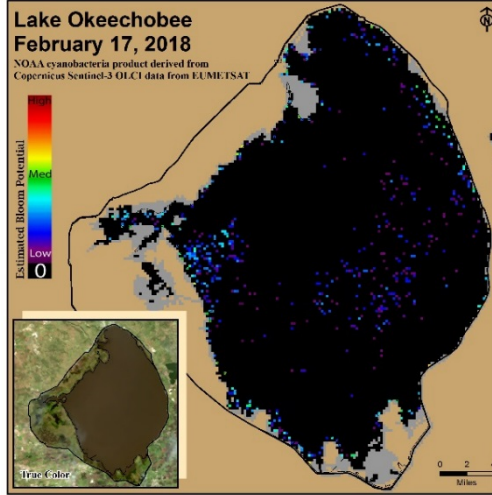 Lake Okeechobee
February 17, 2018
NOAA cyanobacteria product derived from
Copernicus Sentinel-3 OLCI data from EUMETSAT
N
High
Med
Low
0
Estimated Bloom Potential
True Color
0 2
Miles